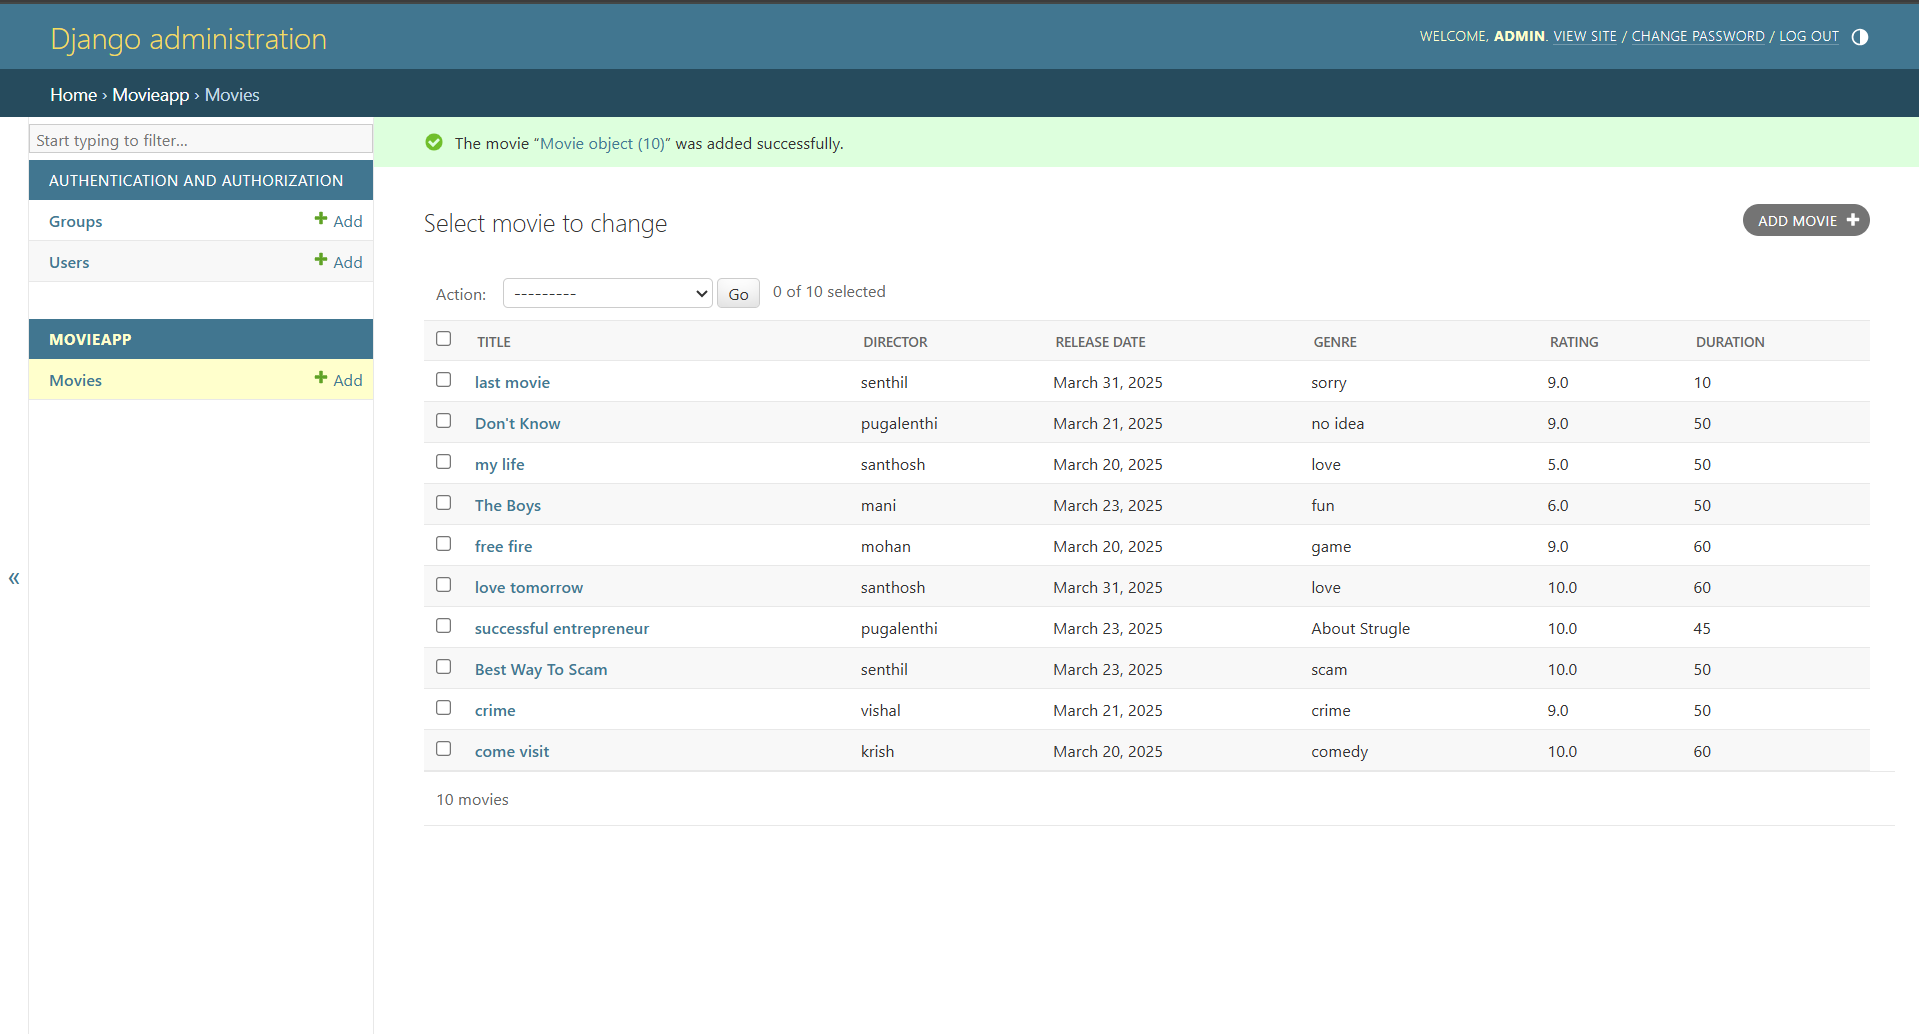 Django administration
WELCOME, ADMIN. VIEW SITE / CHANGE PASSWORD / LOG OUT
Home › Movieapp › Movies
Start typing to filter...
AUTHENTICATION AND AUTHORIZATION
Groups + Add
Users + Add
MOVIEAPP
Movies + Add
«
The movie “Movie object (10)” was added successfully.
Select movie to change
ADD MOVIE +
Action: --------- Go 0 of 10 selected
TITLE DIRECTOR RELEASE DATE GENRE RATING DURATION
last movie senthil March 31, 2025 sorry 9.0 10
Don't Know pugalenthi March 21, 2025 no idea 9.0 50
my life santhosh March 20, 2025 love 5.0 50
The Boys mani March 23, 2025 fun 6.0 50
free fire mohan March 20, 2025 game 9.0 60
love tomorrow santhosh March 31, 2025 love 10.0 60
successful entrepreneur pugalenthi March 23, 2025 About Strugle 10.0 45
Best Way To Scam senthil March 23, 2025 scam 10.0 50
crime vishal March 21, 2025 crime 9.0 50
come visit krish March 20, 2025 comedy 10.0 60
10 movies